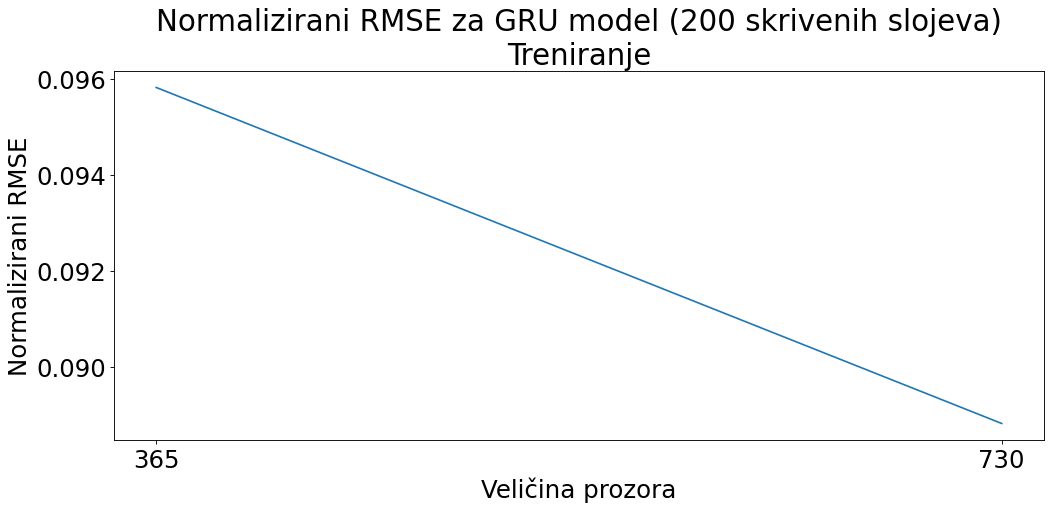 Normalizirani RMSE za GRU model (200 skrivenih slojeva)
Treniranje
Normalizirani RMSE
0.096
0.094
0.092
0.090
365
730
Veličina prozora